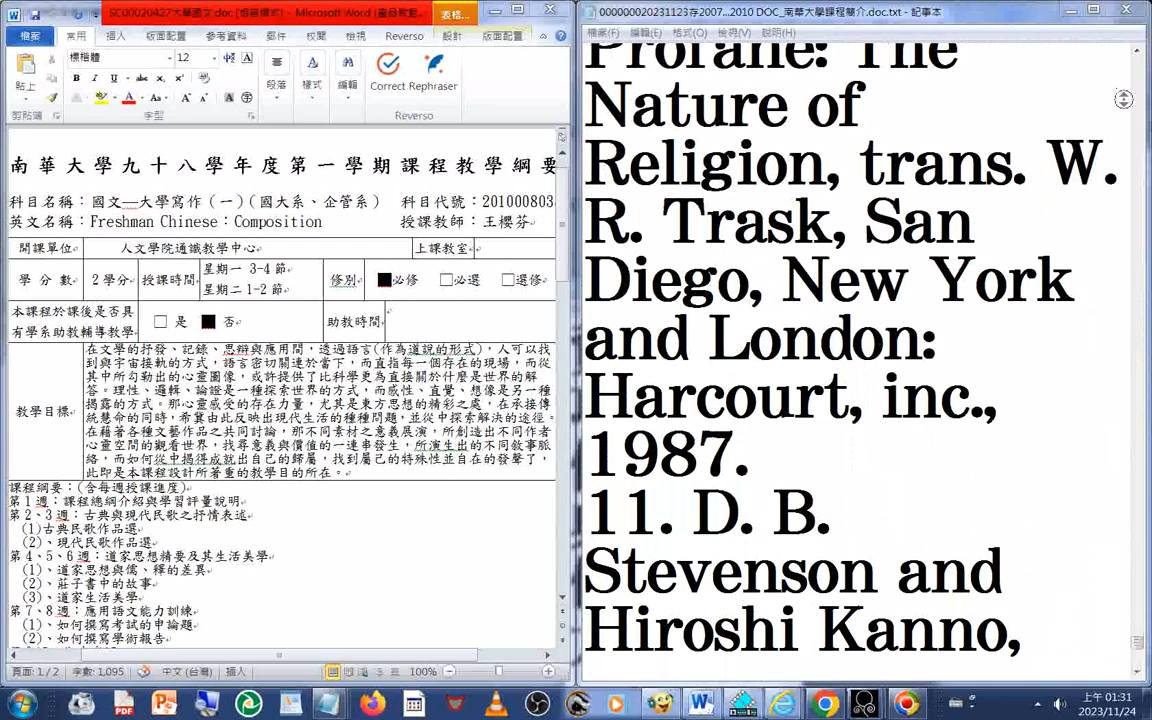 SC00020427大學國文.doc [相容模式] - Microsoft Word (產品啟動...
表格...
檔案 常用 插入 版面配置 參考資料 郵件 校閱 檢視 Reverso 設計 版面配置
標楷體 12
貼上 段落 樣式 編輯 Correct Rephraser
剪貼簿 字型 Reverso
南華大學九十八學年度第一學期課程教學綱要
科目名稱：國文—大學寫作（一）（國大系、企管系） 科目代號：201000803
英文名稱：Freshman Chinese：Composition 授課教師：王櫻芬
開課單位 人文學院通識教學中心 上課教室
學 分 數 2學分 授課時間 星期一 3-4 節 修別 ■必修 □必選 □選修
星期二 1-2 節
本課程於課後是否具 □ 是 ■ 否 助教時間
有學系助教輔導教學
教學目標
在文學的抒發、記錄、思辯與應用間，透過語言(作為道說的形式)，人可以找
到與宇宙接軌的方式，語言密切關連於當下，而直指每一個存在的現場，而從
其中所勾勒出的心靈圖像，或許提供了比科學更為直接關於什麼是世界的解
答。理性、邏輯、論證是一種探索世界的方式，而感性、直覺、想像是另一種
揭露的方式。那心靈感受的存在力量，尤其是東方思想的精彩之處，在承接傳
統慧命的同時，希冀由此反映出現代生活的種種問題，並從中探索解決的途徑。
在藉著各種文藝作品之共同討論，那不同素材之意義展演，所創造出不同作者
心靈空間的觀看世界，找尋意義與價值的一連串發生，所演生出的不同敘事脈
絡，而如何從中揭得成就出自己的歸屬，找到屬己的特殊性並自在的發聲了，
此即是本課程設計所著重的教學目的所在。
課程綱要：(含每週授課進度)
第1週：課程總綱介紹與學習評量說明
第2、3週：古典與現代民歌之抒情表述
(1)古典民歌作品選
(2)、現代民歌作品選
第4、5、6週：道家思想精要及其生活美學
(1)、道家思想與儒、釋的差異
(2)、莊子書中的故事
(3)、道家生活美學
第7、8週：應用語文能力訓練
(1)、如何撰寫考試的申論題
(2)、如何撰寫學術報告
頁面: 1 / 2 字數: 1,095 中文 (台灣) 插入 100%
000000020231123存2007...2010 DOC_南華大學課程簡介.doc.txt - 記事本
檔案(F) 編輯(E) 格式(O) 檢視(V) 說明(H)
Profane: The
Nature of
Religion, trans. W.
R. Trask, San
Diego, New York
and London:
Harcourt, inc.,
1987.
11. D. B.
Stevenson and
Hiroshi Kanno,
上午 01:31
2023/11/24